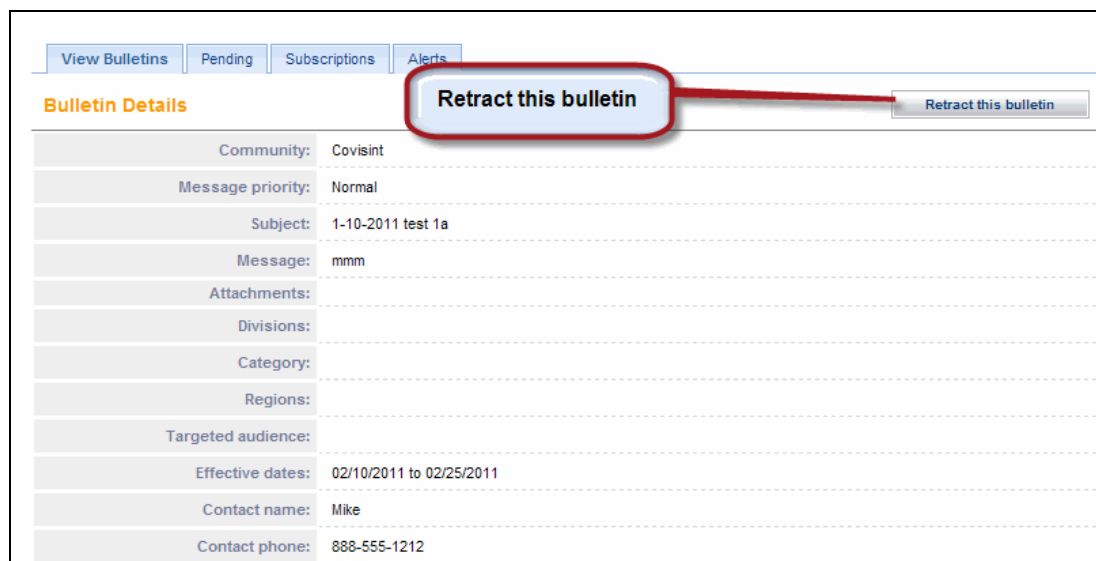 View Bulletins Pending Subscriptions Alerts
Bulletin Details Retract this bulletin Retract this bulletin
Community: Covisint
Message priority: Normal
Subject: 1-10-2011 test 1a
Message: mmm
Attachments:
Divisions:
Category:
Regions:
Targeted audience:
Effective dates: 02/10/2011 to 02/25/2011
Contact name: Mike
Contact phone: 888-555-1212